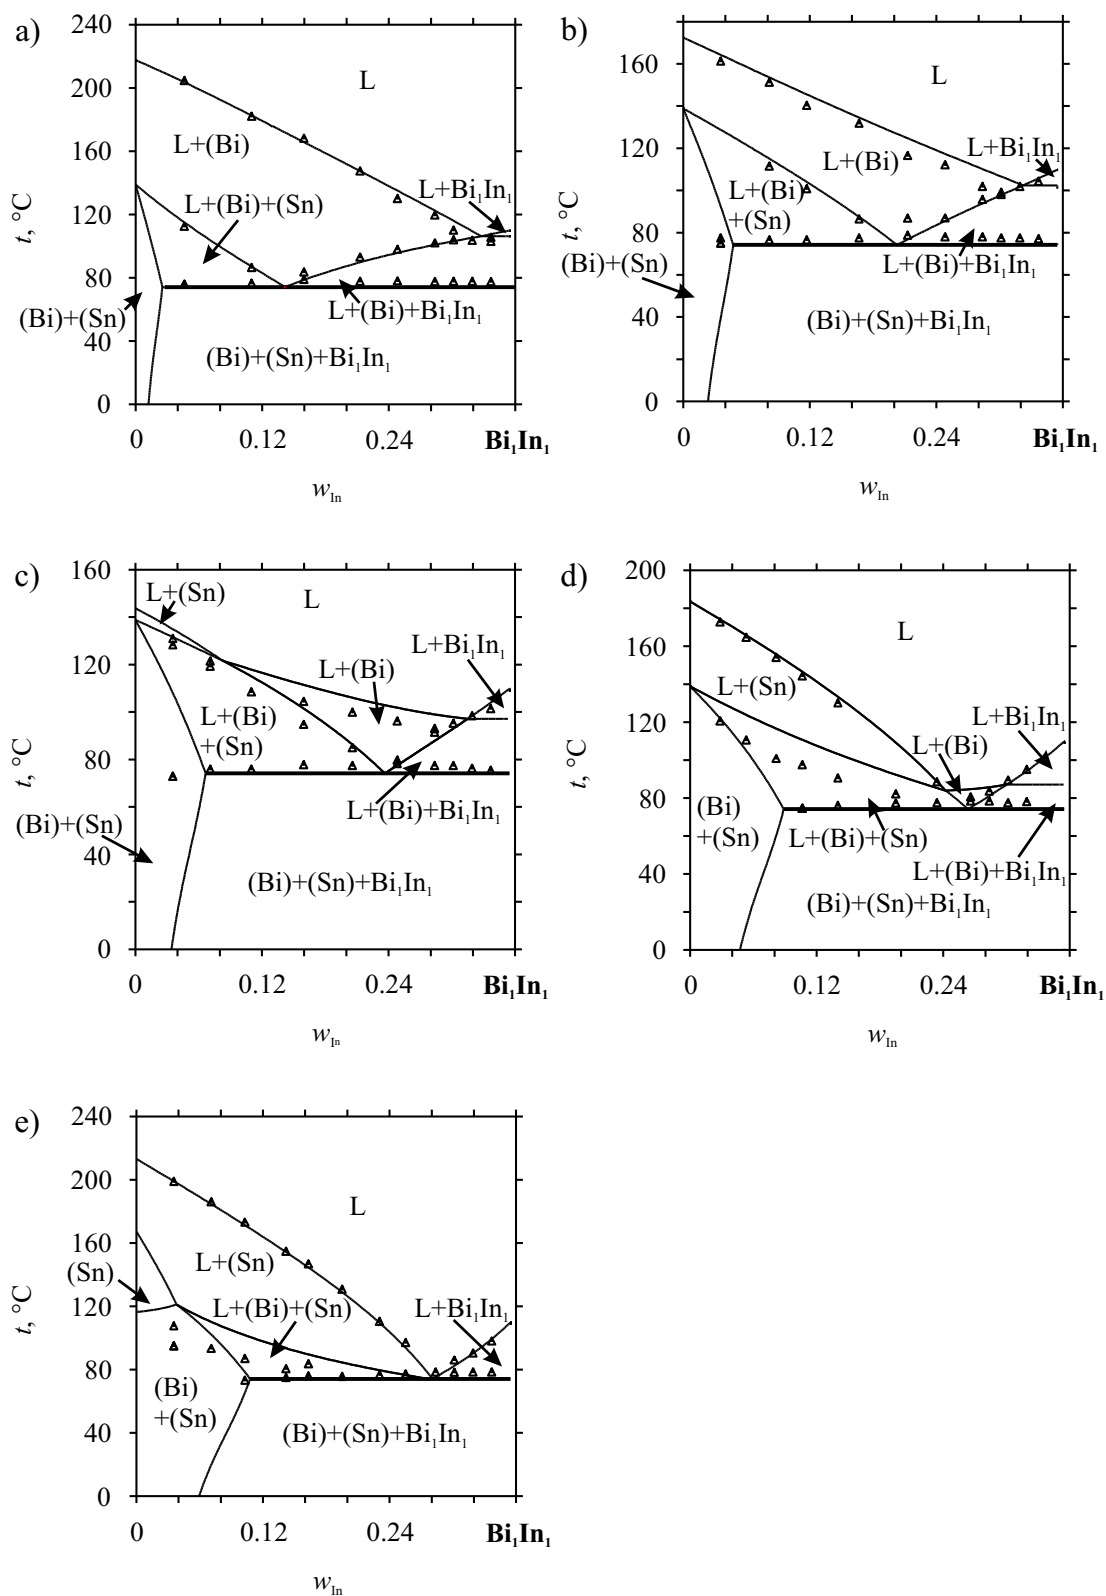 a)
240
200
160
120
80
40
0
t, °C
L
L+(Bi)
L+Bi₁In₁
L+(Bi)+(Sn)
(Bi)+(Sn)
L+(Bi)+Bi₁In₁
(Bi)+(Sn)+Bi₁In₁
0 0.12 0.24 Bi₁In₁
w_In
b)
160
120
80
40
0
t, °C
L
L+Bi₁In₁
L+(Bi)
L+(Bi)
+(Sn)
(Bi)+(Sn)
L+(Bi)+Bi₁In₁
(Bi)+(Sn)+Bi₁In₁
0 0.12 0.24 Bi₁In₁
w_In
c)
160
120
80
40
0
t, °C
L+(Sn)
L
L+Bi₁In₁
L+(Bi)
L+(Bi)
+(Sn)
L+(Bi)+Bi₁In₁
(Bi)+(Sn)
(Bi)+(Sn)+Bi₁In₁
0 0.12 0.24 Bi₁In₁
w_In
d)
200
160
120
80
40
0
t, °C
L
L+(Sn)
L+Bi₁In₁
L+(Bi)
(Bi)
+(Sn)
L+(Bi)+(Sn)
L+(Bi)+Bi₁In₁
(Bi)+(Sn)+Bi₁In₁
0 0.12 0.24 Bi₁In₁
w_In
e)
240
200
160
120
80
40
0
t, °C
L
L+(Sn)
(Sn)
L+(Bi)+(Sn)
L+Bi₁In₁
(Bi)
+(Sn)
(Bi)+(Sn)+Bi₁In₁
0 0.12 0.24 Bi₁In₁
w_In